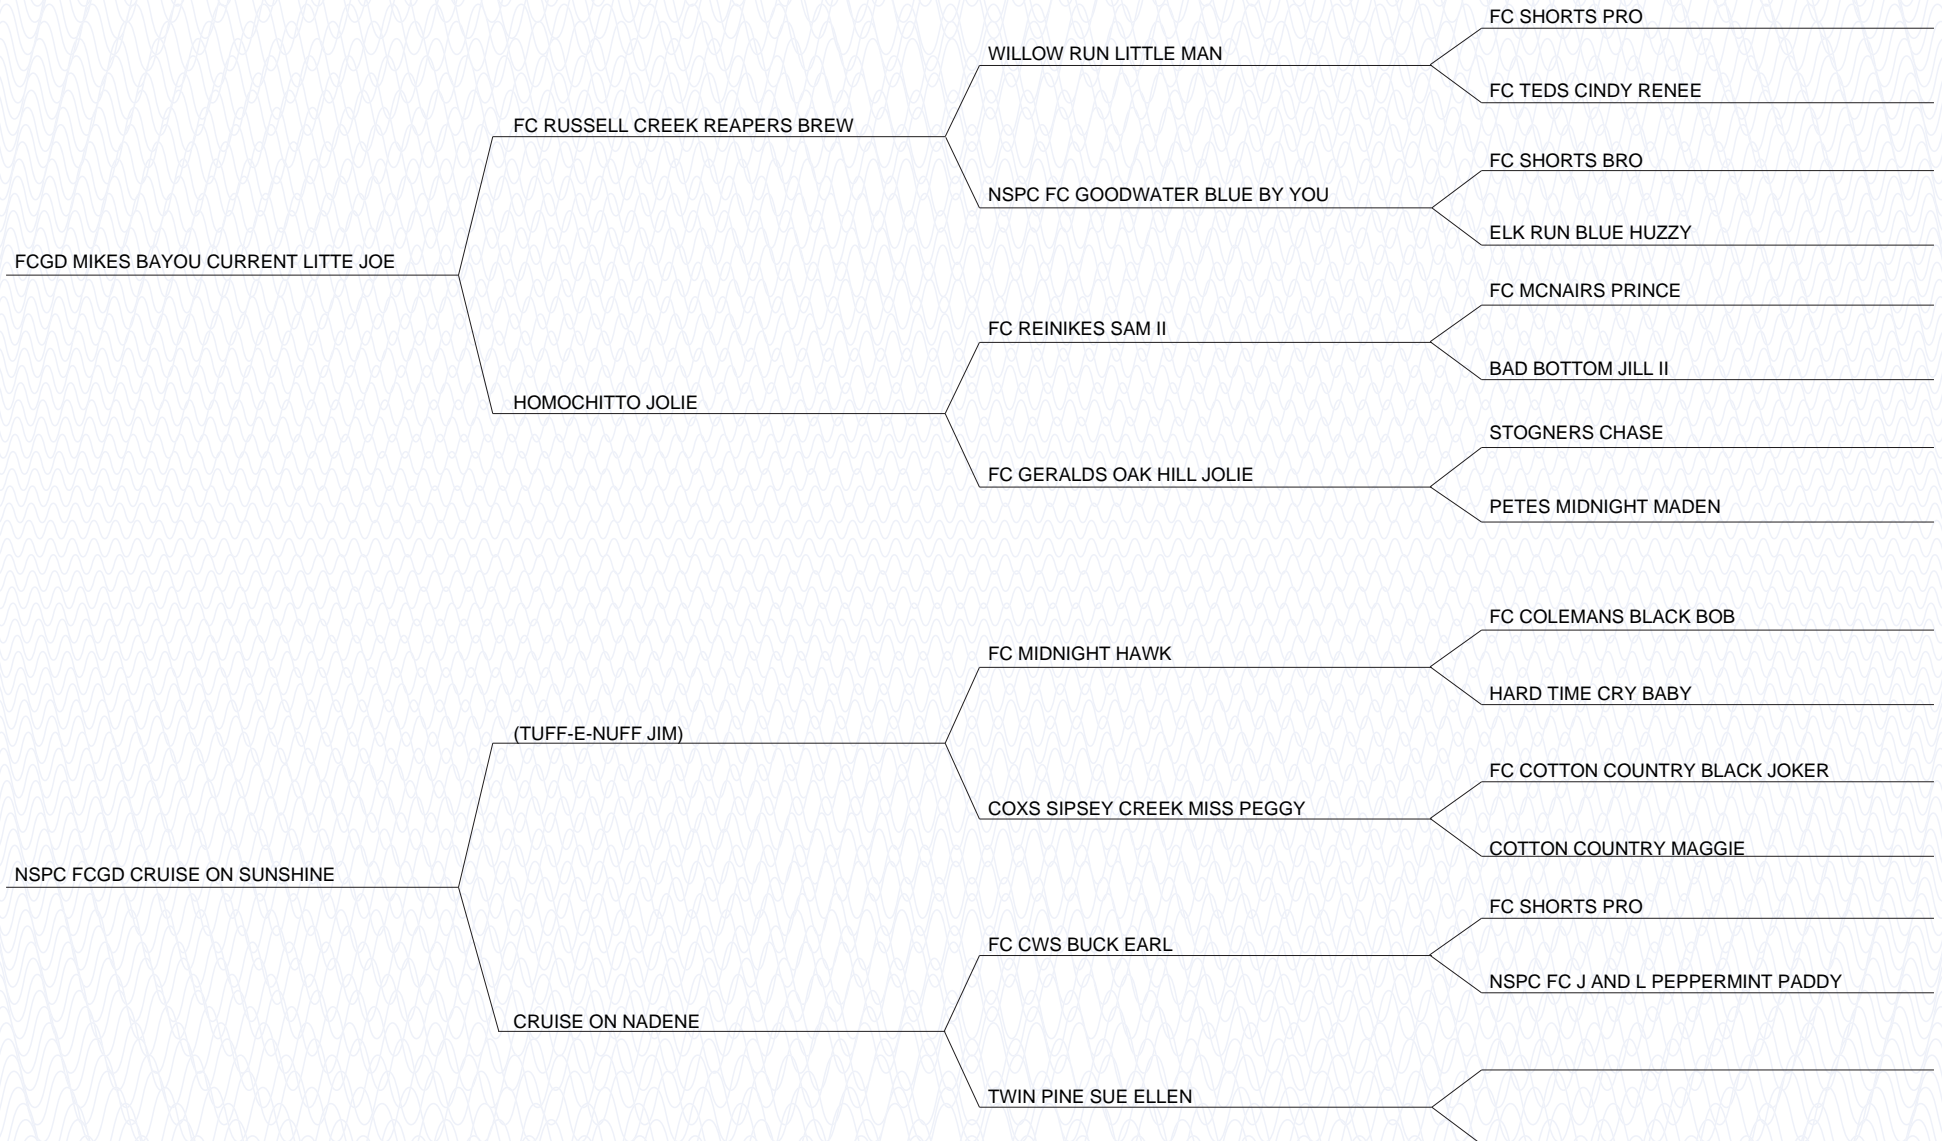 FC SHORTS PRO
WILLOW RUN LITTLE MAN
FC TEDS CINDY RENEE
FC RUSSELL CREEK REAPERS BREW
FC SHORTS BRO
NSPC FC GOODWATER BLUE BY YOU
ELK RUN BLUE HUZZY
FCGD MIKES BAYOU CURRENT LITTE JOE
FC MCNAIRS PRINCE
FC REINIKES SAM II
BAD BOTTOM JILL II
HOMOCHITTO JOLIE
STOGNERS CHASE
FC GERALDS OAK HILL JOLIE
PETES MIDNIGHT MADEN
FC COLEMANS BLACK BOB
FC MIDNIGHT HAWK
HARD TIME CRY BABY
(TUFF-E-NUFF JIM)
FC COTTON COUNTRY BLACK JOKER
COXS SIPSEY CREEK MISS PEGGY
COTTON COUNTRY MAGGIE
NSPC FCGD CRUISE ON SUNSHINE
FC SHORTS PRO
FC CWS BUCK EARL
NSPC FC J AND L PEPPERMINT PADDY
CRUISE ON NADENE
TWIN PINE SUE ELLEN